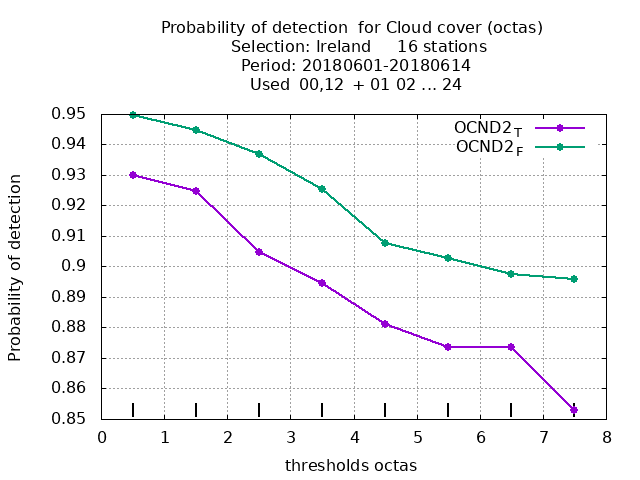 Probability of detection  for Cloud cover (octas)
Selection: Ireland     16 stations
Period: 20180601-20180614
Used  00,12  + 01 02 ... 24
Probability of detection
0.95
0.94
0.93
0.92
0.91
0.9
0.89
0.88
0.87
0.86
0.85
OCND2T
OCND2F
0 1 2 3 4 5 6 7 8
thresholds octas